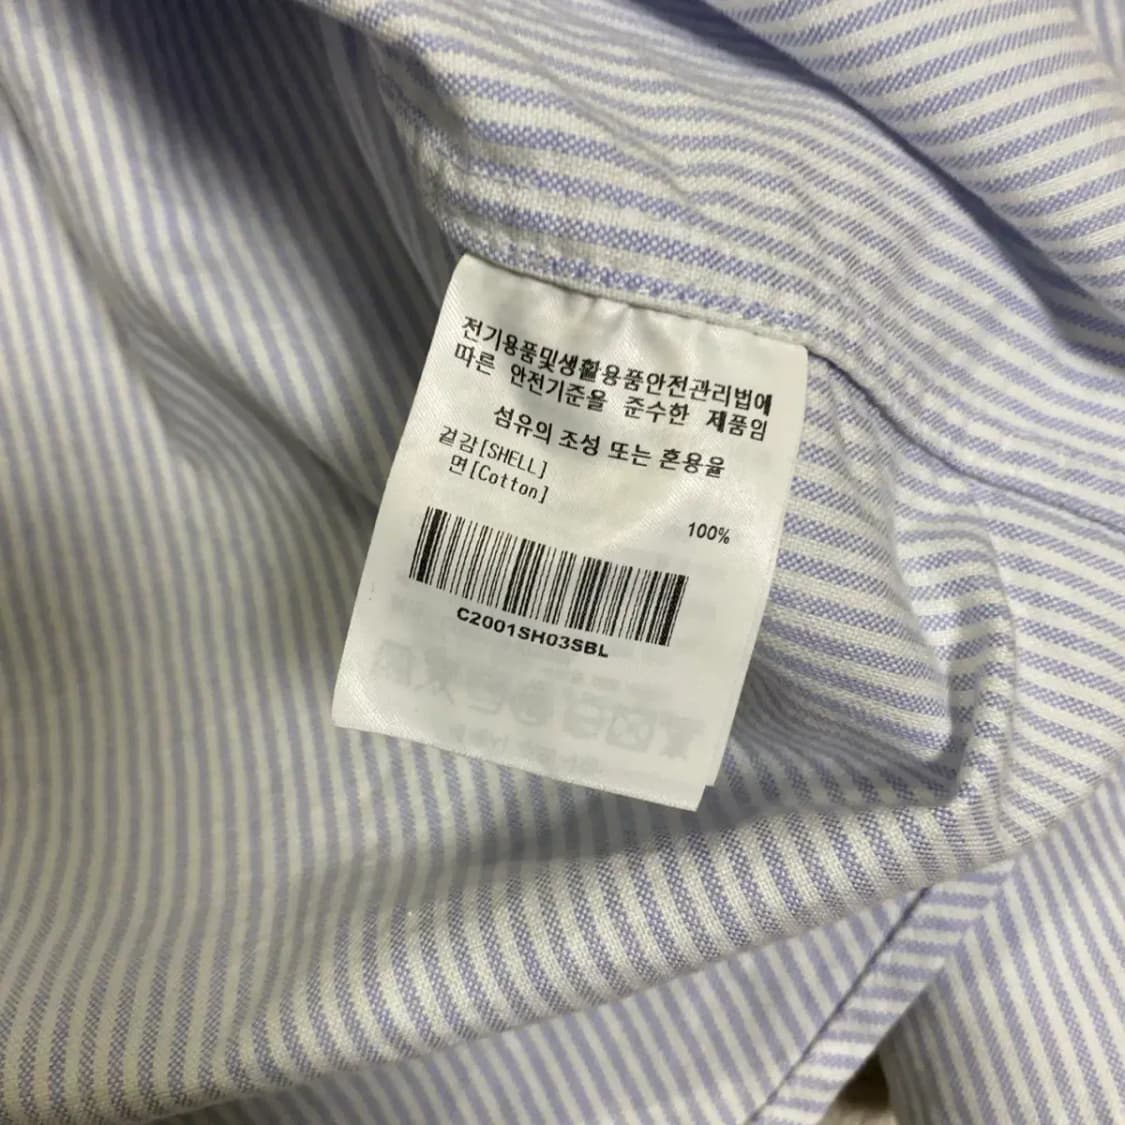 전기용품및생활용품안전관리법에
따른 안전기준을 준수한 제품임
섬유의 조성 또는 혼용율
겉감[SHELL]
면[Cotton]
100%
C2001SH03SBL